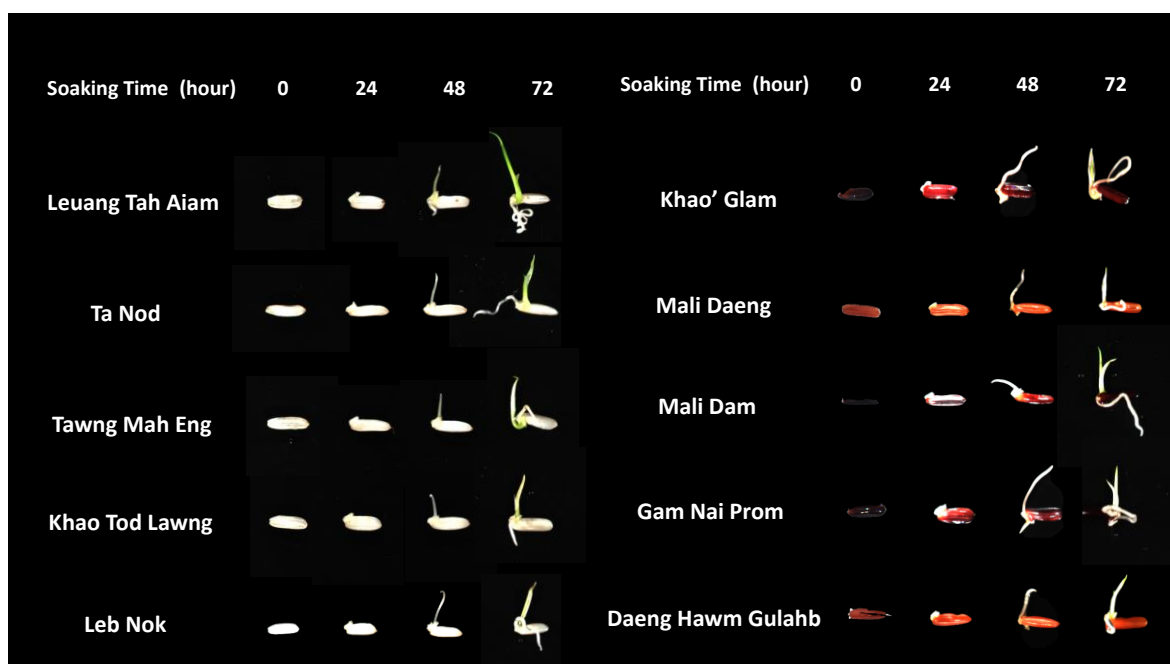 Soaking Time (hour) 0 24 48 72
Leuang Tah Aiam
Ta Nod
Tawng Mah Eng
Khao Tod Lawng
Leb Nok
Soaking Time (hour) 0 24 48 72
Khao’ Glam
Mali Daeng
Mali Dam
Gam Nai Prom
Daeng Hawm Gulahb